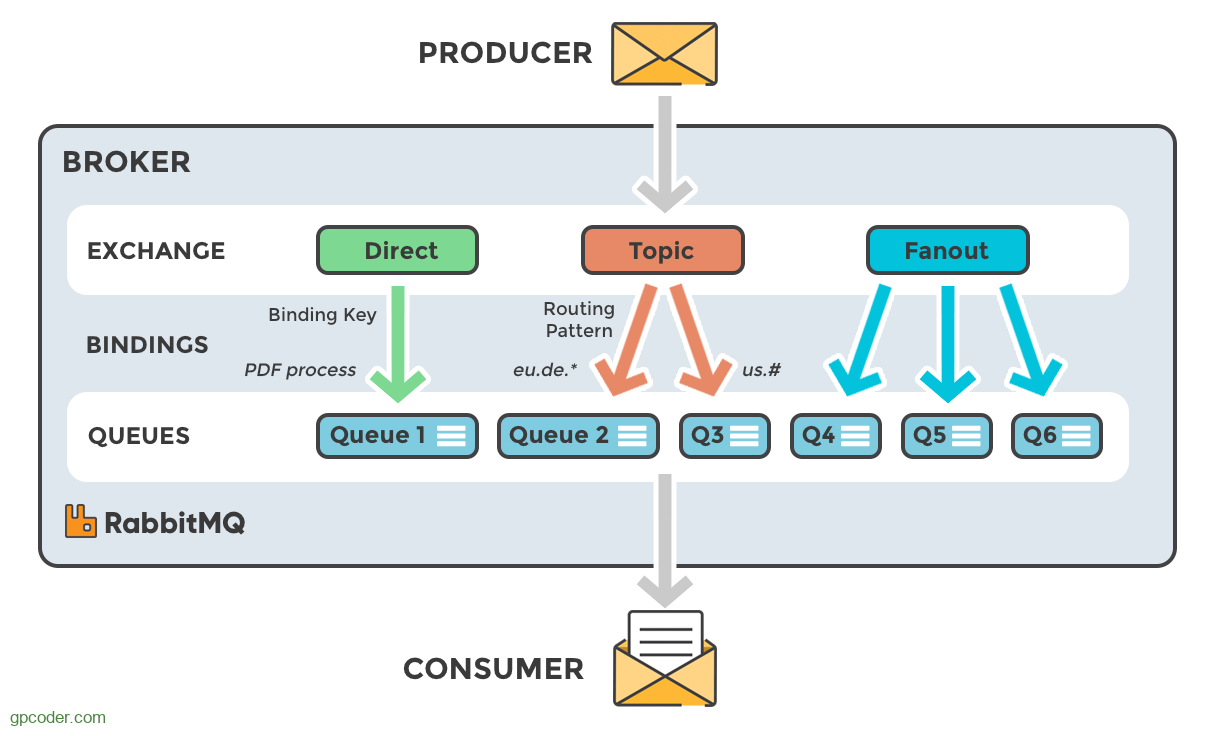 PRODUCER
BROKER
EXCHANGE
Direct
Topic
Fanout
Binding Key
Routing
Pattern
BINDINGS
PDF process
eu.de.*
us.#
QUEUES
Queue 1
Queue 2
Q3
Q4
Q5
Q6
RabbitMQ
CONSUMER
gpcoder.com